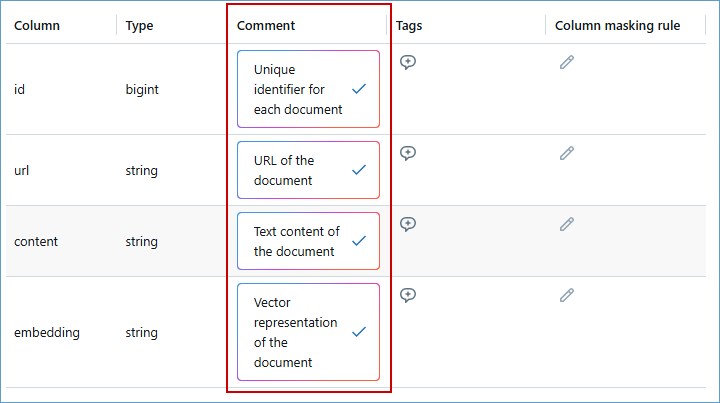 Column Type Comment Tags Column masking rule
id bigint Unique
identifier for
each document
url string URL of the
document
content string Text content of
the document
embedding string Vector
representation
of the
document